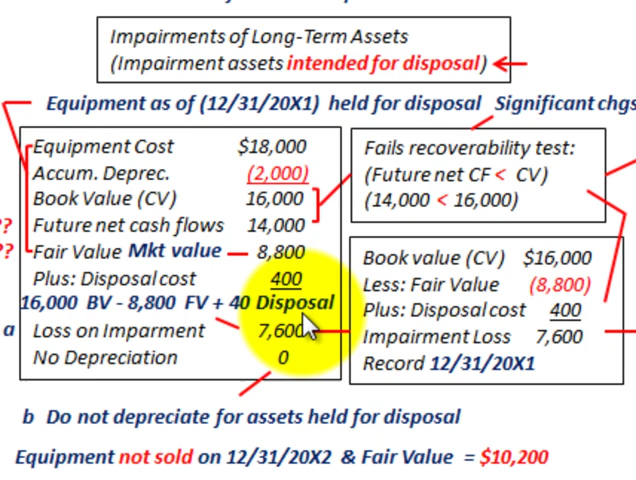 Impairments of Long-Term Assets
(Impairment assets intended for disposal)
Equipment as of (12/31/20X1) held for disposal Significant chgs
Equipment Cost $18,000
Accum. Deprec. (2,000)
Book Value (CV) 16,000
?? Future net cash flows 14,000
?? Fair Value Mkt value 8,800
Plus: Disposal cost 400
16,000 BV - 8,800 FV + 40 Disposal
a Loss on Imparment 7,600
No Depreciation 0
Fails recoverability test:
(Future net CF < CV)
(14,000 < 16,000)
Book value (CV) $16,000
Less: Fair Value (8,800)
Plus: Disposal cost 400
Impairment Loss 7,600
Record 12/31/20X1
b Do not depreciate for assets held for disposal
Equipment not sold on 12/31/20X2 & Fair Value = $10,200